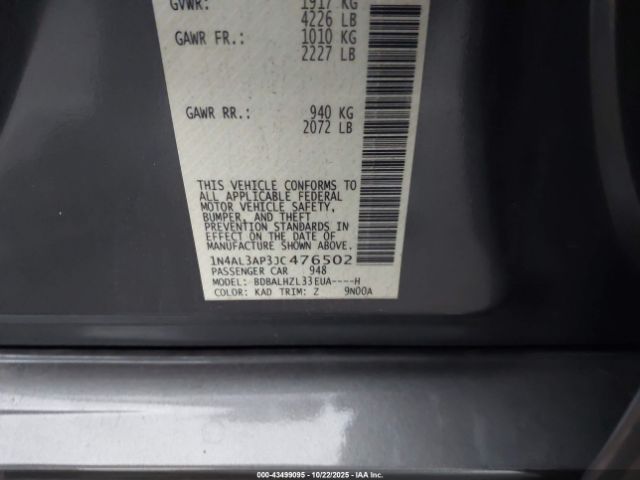 GVWR: 1917 KG
4226 LB
GAWR FR.: 1010 KG
2227 LB
GAWR RR.: 940 KG
2072 LB
THIS VEHICLE CONFORMS TO
ALL APPLICABLE FEDERAL
MOTOR VEHICLE SAFETY,
BUMPER, AND THEFT
PREVENTION STANDARDS
IN EFFECT ON THE DATE OF
MANUFACTURE SHOWN ABOVE.
1N4AL3AP3JC476502
PASSENGER CAR 948
MODEL: BDBALHZL33EUA----H
COLOR: KAD TRIM: Z 9N00A
000-43499095 - 10/22/2025 - IAA Inc.